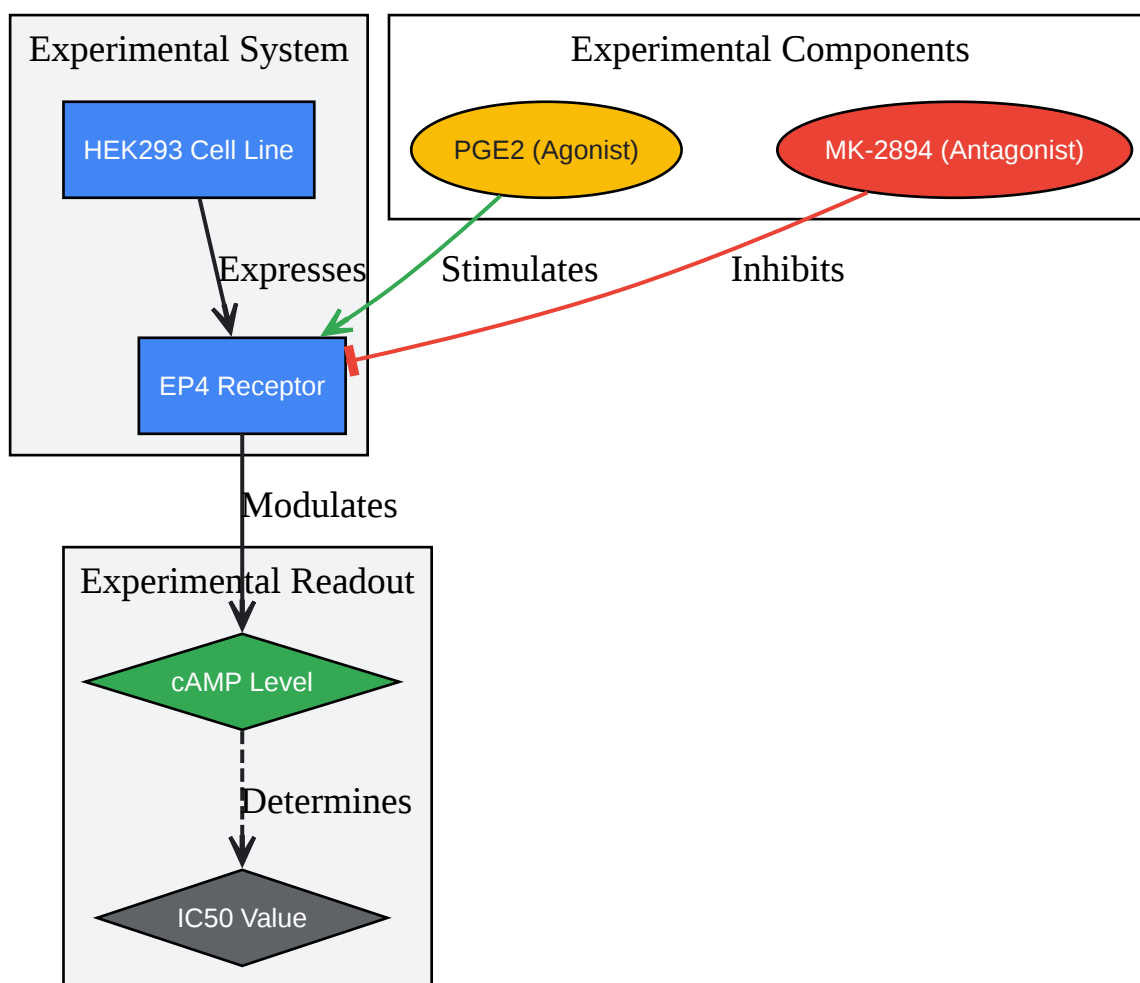 Experimental System
Experimental Components
HEK293 Cell Line
PGE2 (Agonist)
MK-2894 (Antagonist)
Expresses
Stimulates
Inhibits
EP4 Receptor
Modulates
Experimental Readout
cAMP Level
Determines
IC50 Value